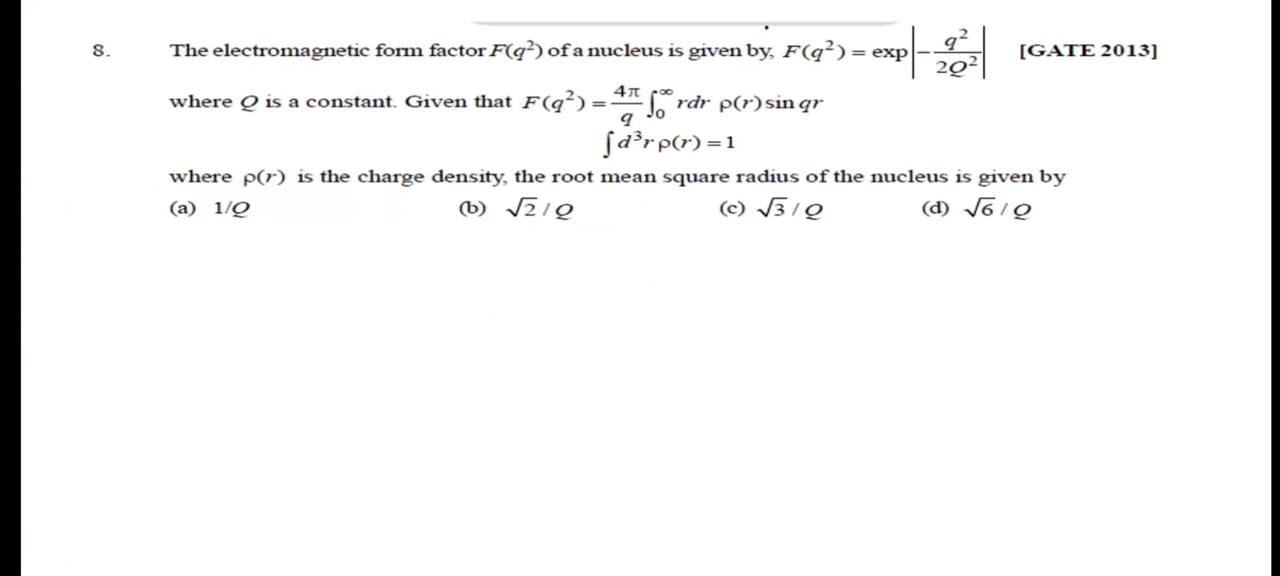 8. The electromagnetic form factor F(q²) of a nucleus is given by, F(q²) = exp|−q²/2Q²| [GATE 2013]
where Q is a constant. Given that F(q²) = 4π/q ∫₀^∞ rdr ρ(r) sin qr
∫d³r ρ(r) = 1
where ρ(r) is the charge density, the root mean square radius of the nucleus is given by
(a) 1/Q (b) √2 / Q (c) √3 / Q (d) √6 / Q